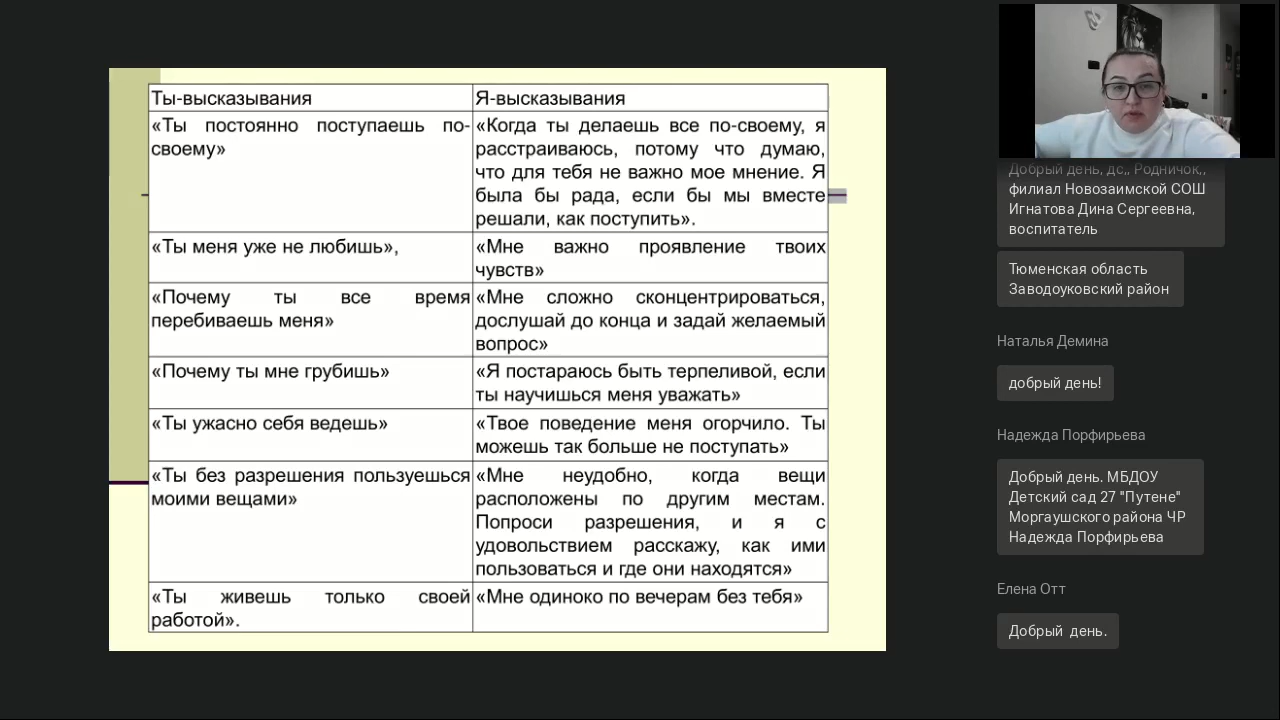 Ты-высказывания
Я-высказывания
«Ты постоянно поступаешь по-
своему»
«Когда ты делаешь все по-своему, я
расстраиваюсь, потому что думаю,
что для тебя не важно мое мнение. Я
была бы рада, если бы мы вместе
решали, как поступить».
«Ты меня уже не любишь»,
«Мне важно проявление твоих
чувств»
«Почему ты все время
перебиваешь меня»
«Мне сложно сконцентрироваться,
дослушай до конца и задай желаемый
вопрос»
«Почему ты мне грубишь»
«Я постараюсь быть терпеливой, если
ты научишься меня уважать»
«Ты ужасно себя ведешь»
«Твое поведение меня огорчило. Ты
можешь так больше не поступать»
«Ты без разрешения пользуешься
моими вещами»
«Мне неудобно, когда вещи
расположены по другим местам.
Попроси разрешения, и я с
удовольствием расскажу, как ими
пользоваться и где они находятся»
«Ты живешь только своей
работой».
«Мне одиноко по вечерам без тебя»
Добрый день, дс,, Родничок,,
филиал Новозаимской СОШ
Игнатова Дина Сергеевна,
воспитатель
Тюменская область
Заводоуковский район
Наталья Демина
добрый день!
Надежда Порфирьева
Добрый день. МБДОУ
Детский сад 27 "Путене"
Моргаушского района ЧР
Надежда Порфирьева
Елена Отт
Добрый день.